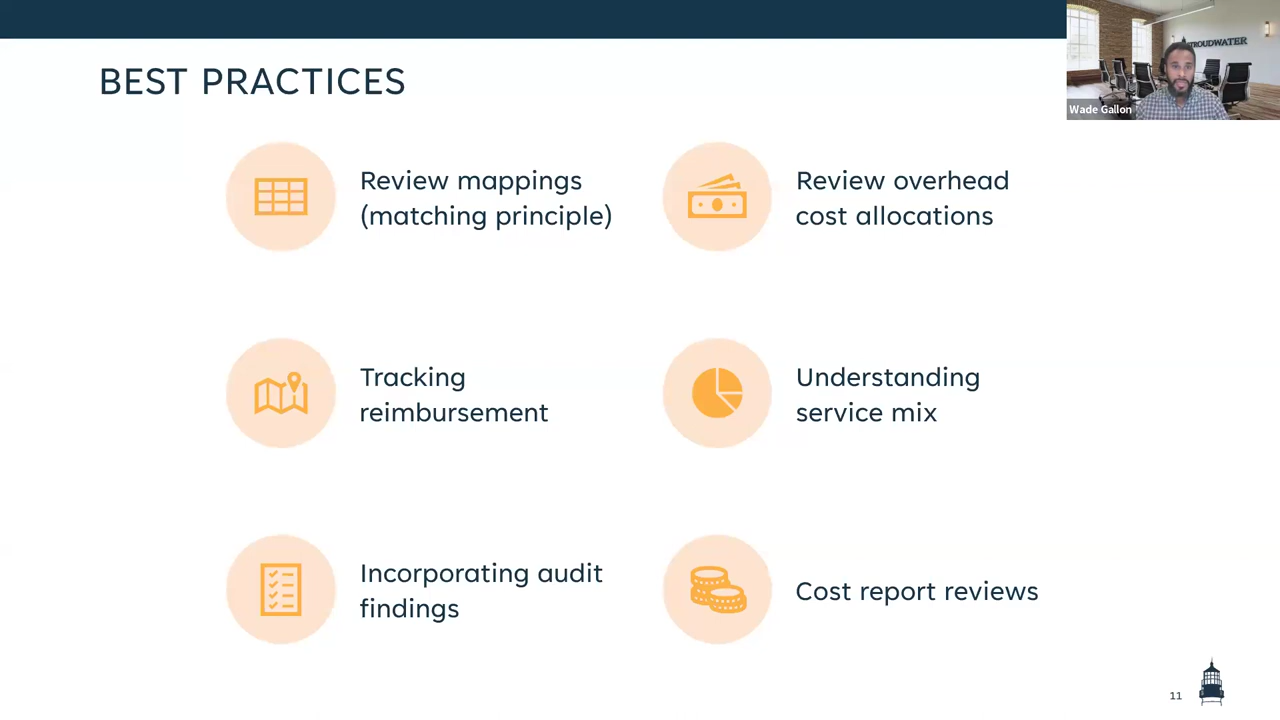 BEST PRACTICES
TROUDWATER
Wade Gallon
Review mappings
(matching principle)
Review overhead
cost allocations
Tracking
reimbursement
Understanding
service mix
Incorporating audit
findings
Cost report reviews
11